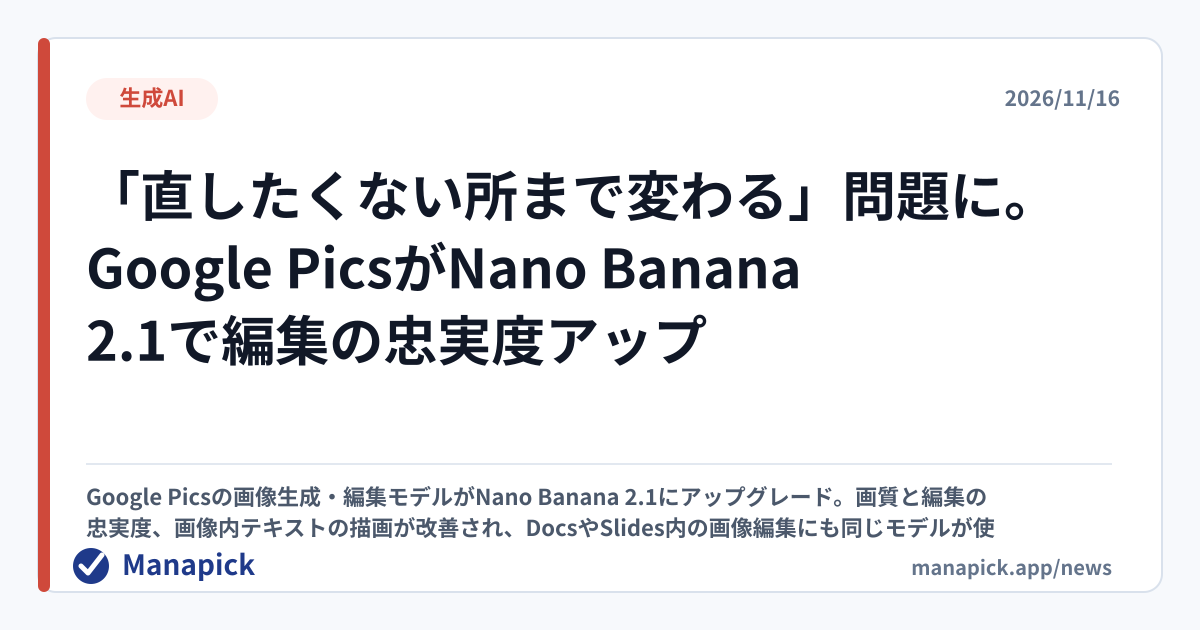 生成AI
2026/11/16
「直したくない所まで変わる」問題に。
Google PicsがNano Banana
2.1で編集の忠実度アップ
Google Picsの画像生成・編集モデルがNano Banana 2.1にアップグレード。画質と編集の
忠実度、画像内テキストの描画が改善され、DocsやSlides内の画像編集にも同じモデルが使
Manapick
manapick.app/news